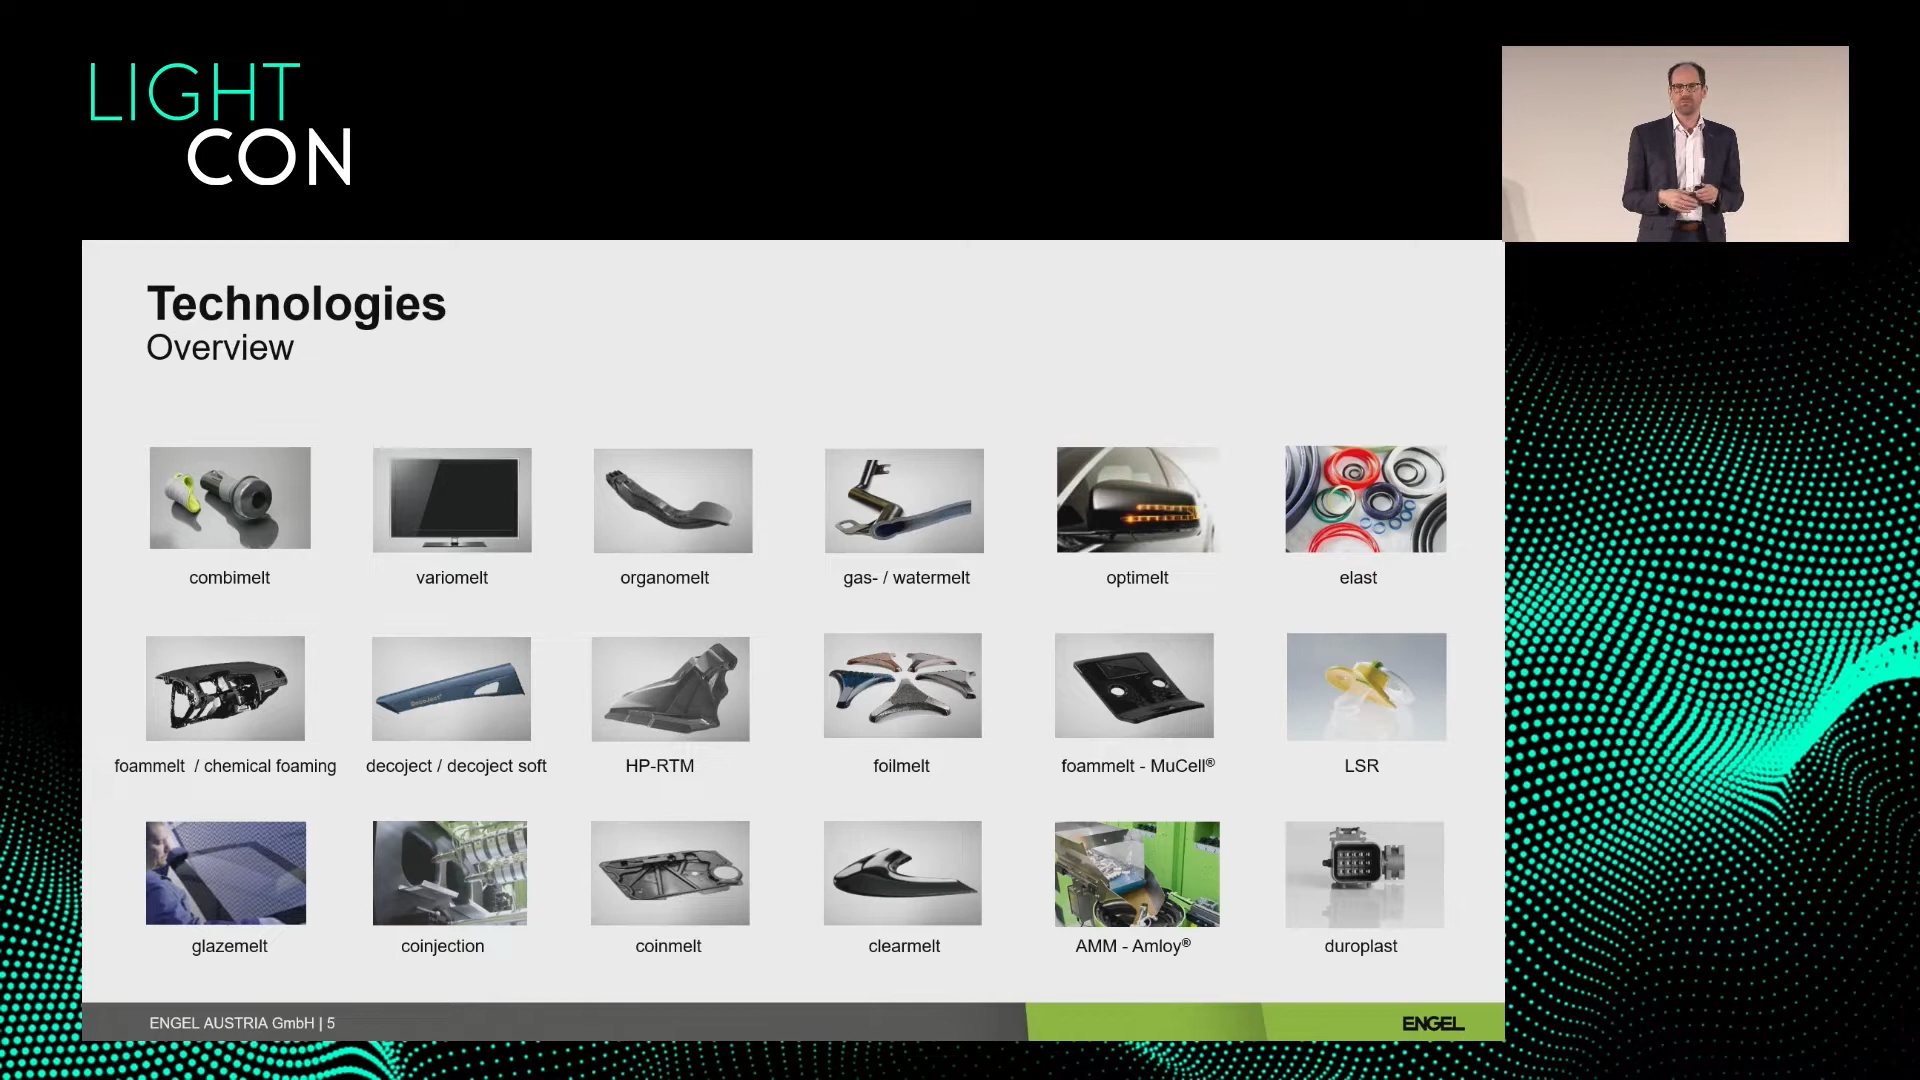 LIGHT
CON
Technologies
Overview
combimelt
variomelt
organomelt
gas- / watermelt
optimelt
elast
foammelt / chemical foaming
decoject / decoject soft
HP-RTM
foilmelt
foammelt - MuCell®
LSR
glazemelt
coinjection
coinmelt
clearmelt
AMM - Amloy®
duroplast
ENGEL AUSTRIA GmbH | 5
ENGEL